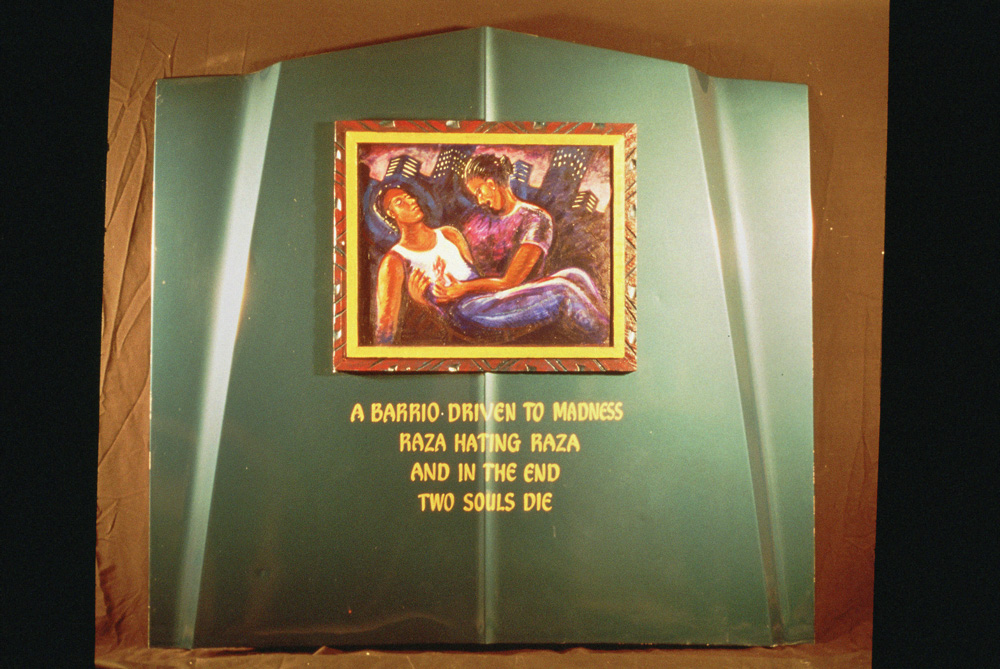 A BARRIO · DRIVEN TO MADNESS
RAZA HATING RAZA
AND IN THE END
TWO SOULS DIE